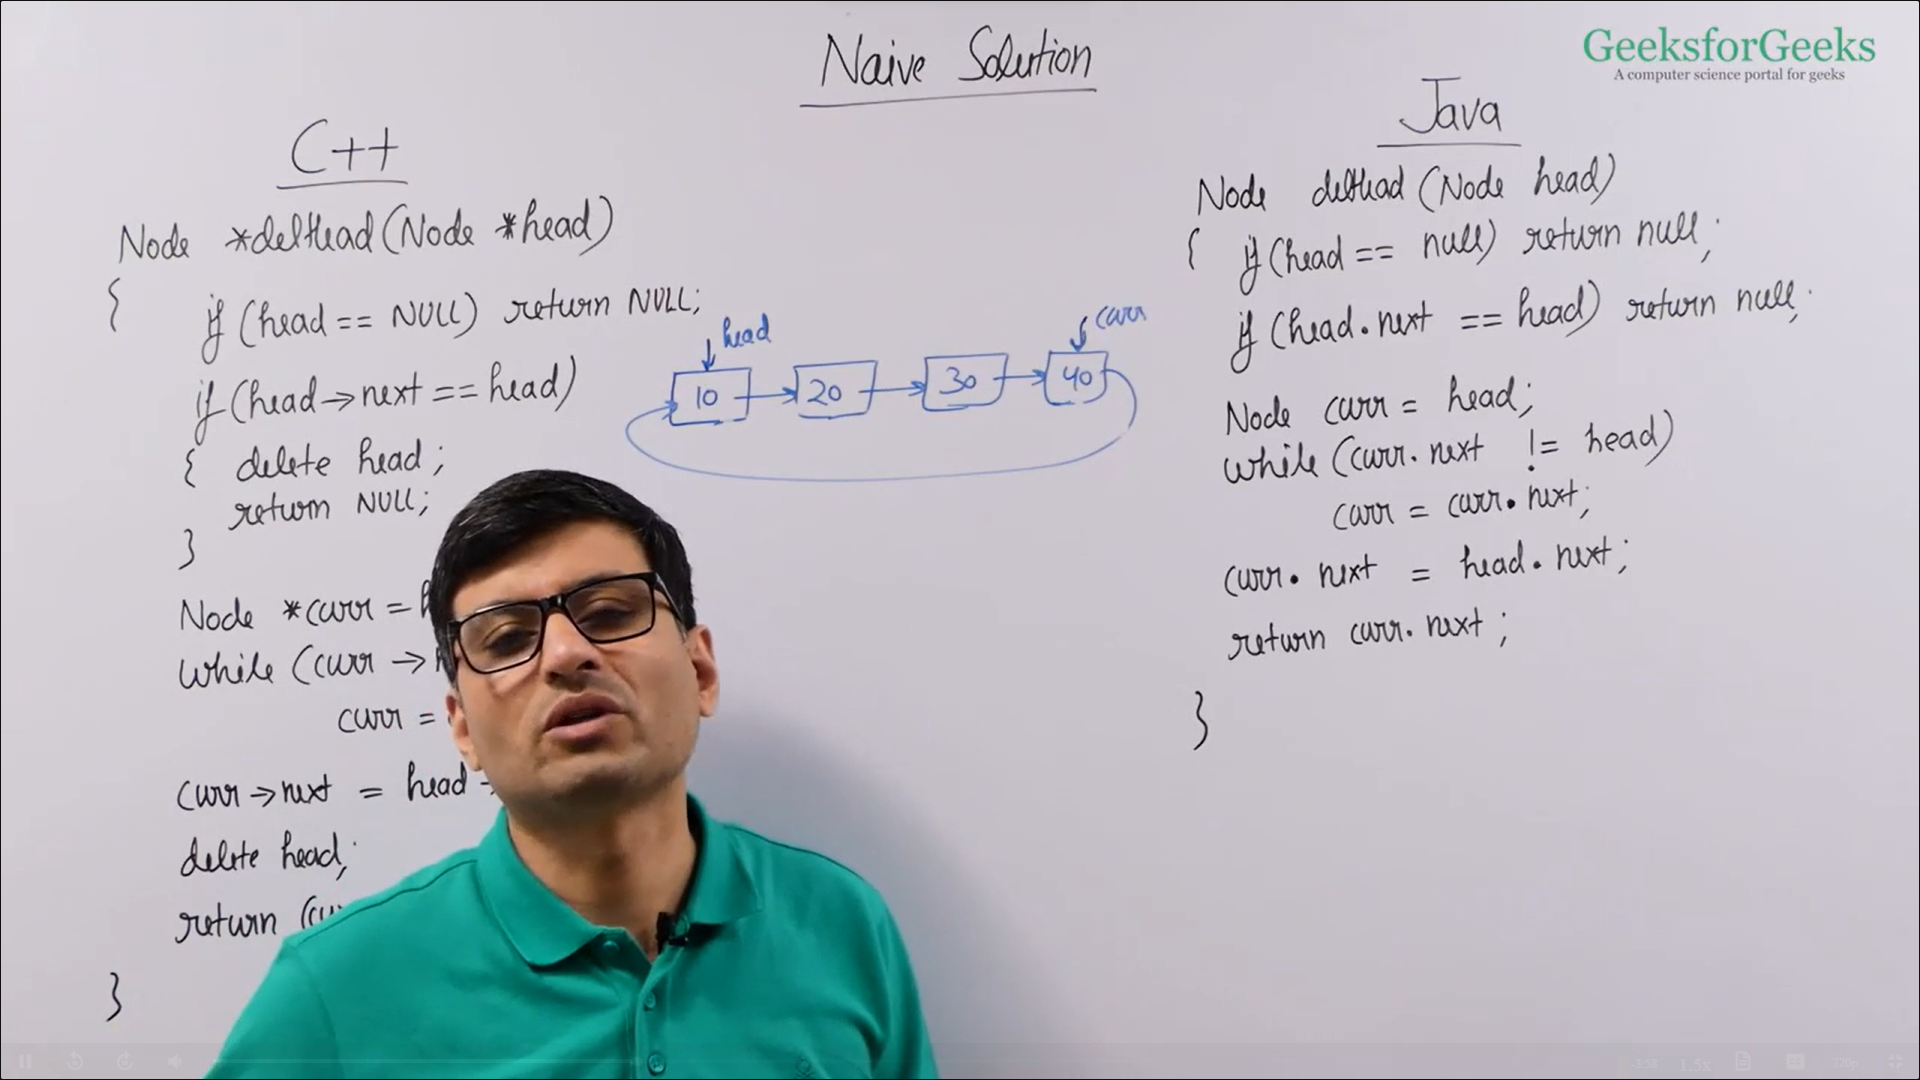 Naive Solution
GeeksforGeeks
A computer science portal for geeks
C++
Node *delHead(Node *head)
{
if (head == NULL) return NULL;
if (head→next == head)
{ delete head;
return NULL;
}
Node *curr =
while (curr →
curr =
curr→next = head
delete head;
return
}
head
curr
10
20
30
40
Java
Node delHead (Node head)
{ if (head == null) return null;
if (head.next == head) return null;
Node curr = head;
while (curr.next != head)
curr = curr.next;
curr.next = head.next;
return curr.next;
}
1.5x